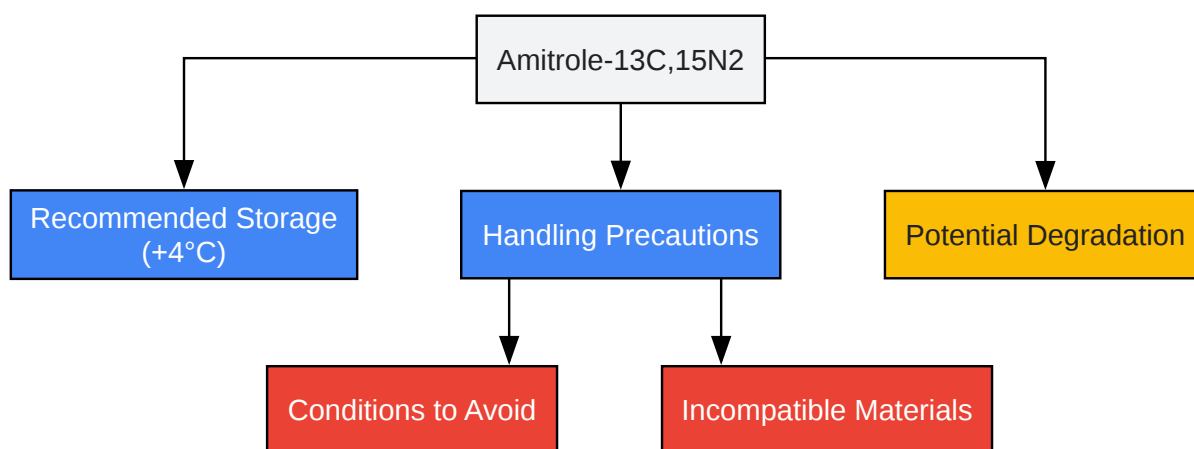 Amitrole-13C,15N2
Recommended Storage
(+4°C)
Handling Precautions
Potential Degradation
Conditions to Avoid
Incompatible Materials